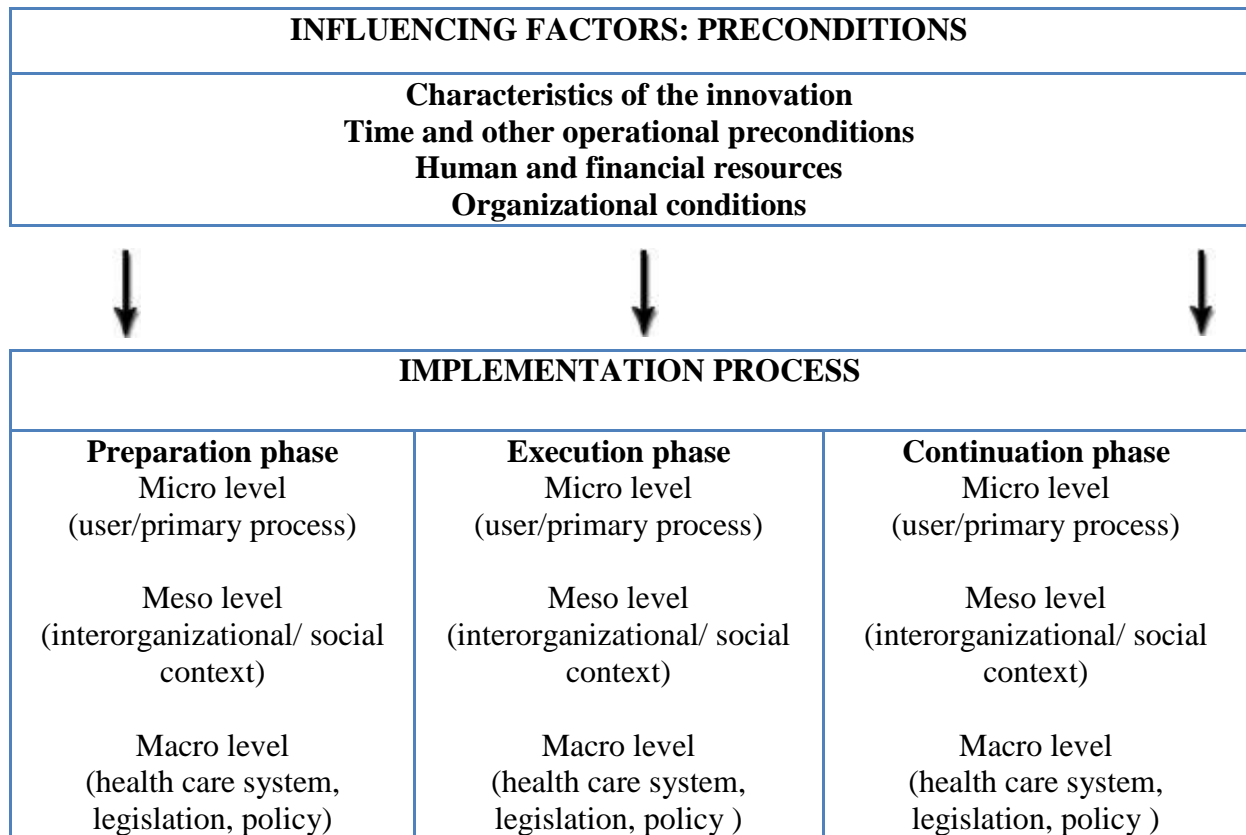 INFLUENCING FACTORS: PRECONDITIONS
Characteristics of the innovation
Time and other operational preconditions
Human and financial resources
Organizational conditions
IMPLEMENTATION PROCESS
Preparation phase
Micro level
(user/primary process)
Meso level
(interorganizational/ social
context)
Macro level
(health care system,
legislation, policy)
Execution phase
Micro level
(user/primary process)
Meso level
(interorganizational/ social
context)
Macro level
(health care system,
legislation, policy )
Continuation phase
Micro level
(user/primary process)
Meso level
(interorganizational/ social
context)
Macro level
(health care system,
legislation, policy )